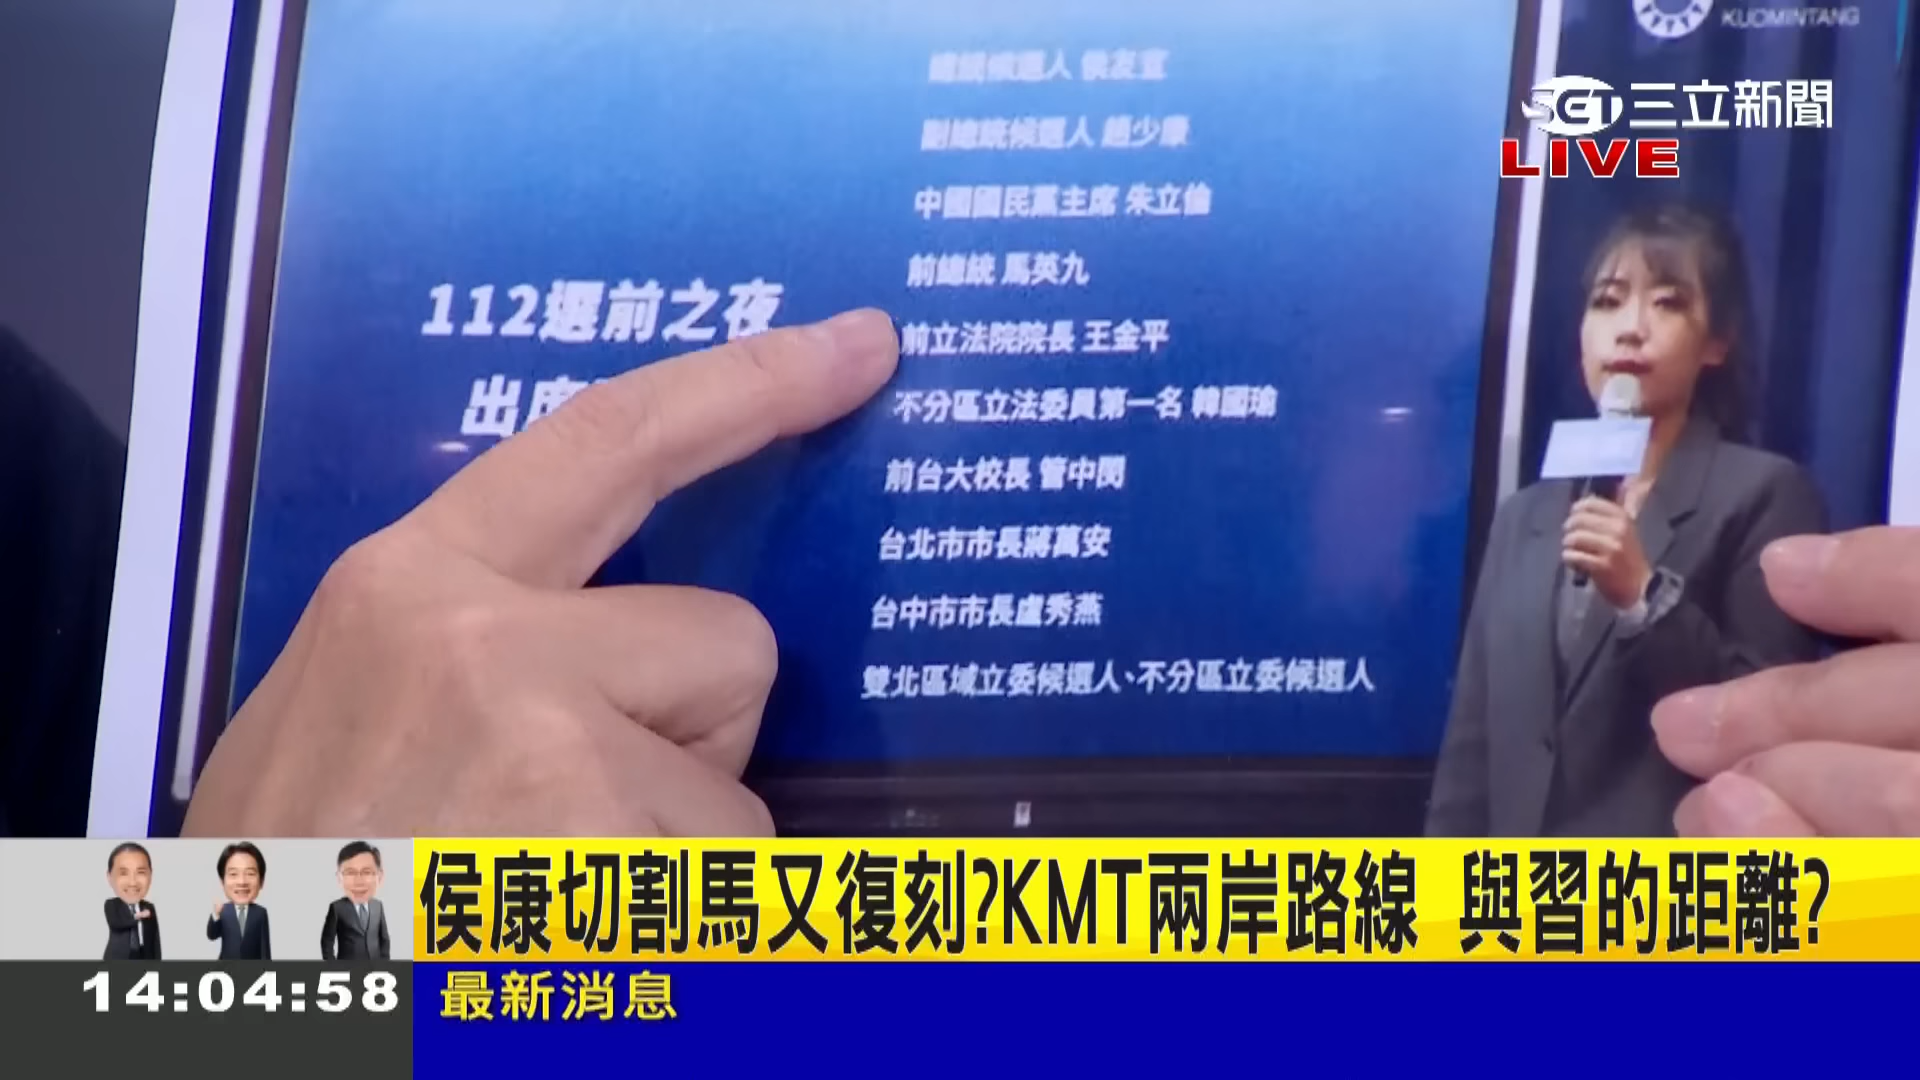 KUOMINTANG
SET三立新聞
LIVE
總統候選人 侯友宜
副總統候選人 趙少康
中國國民黨主席 朱立倫
前總統 馬英九
112選前之夜
前立法院院長 王金平
出席
不分區立法委員第一名 韓國瑜
前台大校長 管中閔
台北市市長蔣萬安
台中市市長盧秀燕
雙北區域立委候選人、不分區立委候選人
侯康切割馬又復刻?KMT兩岸路線 與習的距離?
14:04:58
最新消息